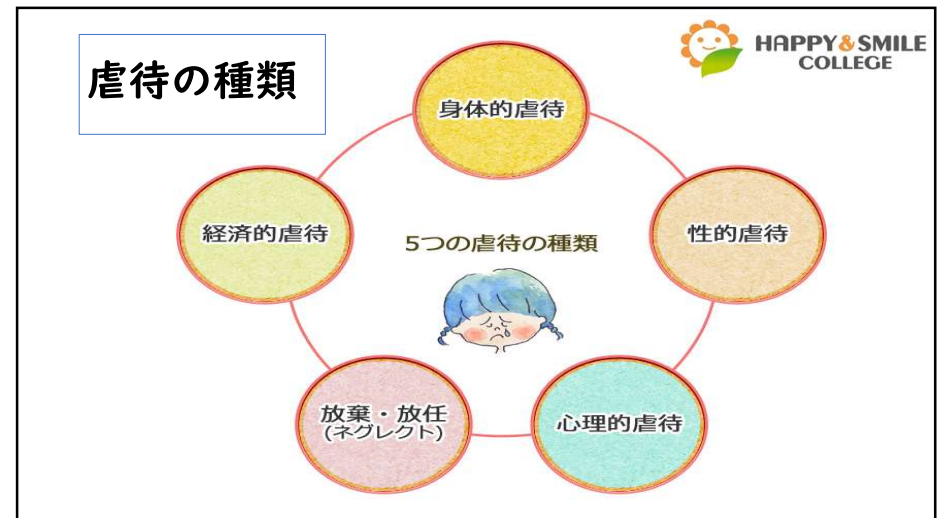 虐待の種類
HAPPY&SMILE
COLLEGE
身体的虐待
経済的虐待
5つの虐待の種類
性的虐待
放棄・放任
(ネグレクト)
心理的虐待